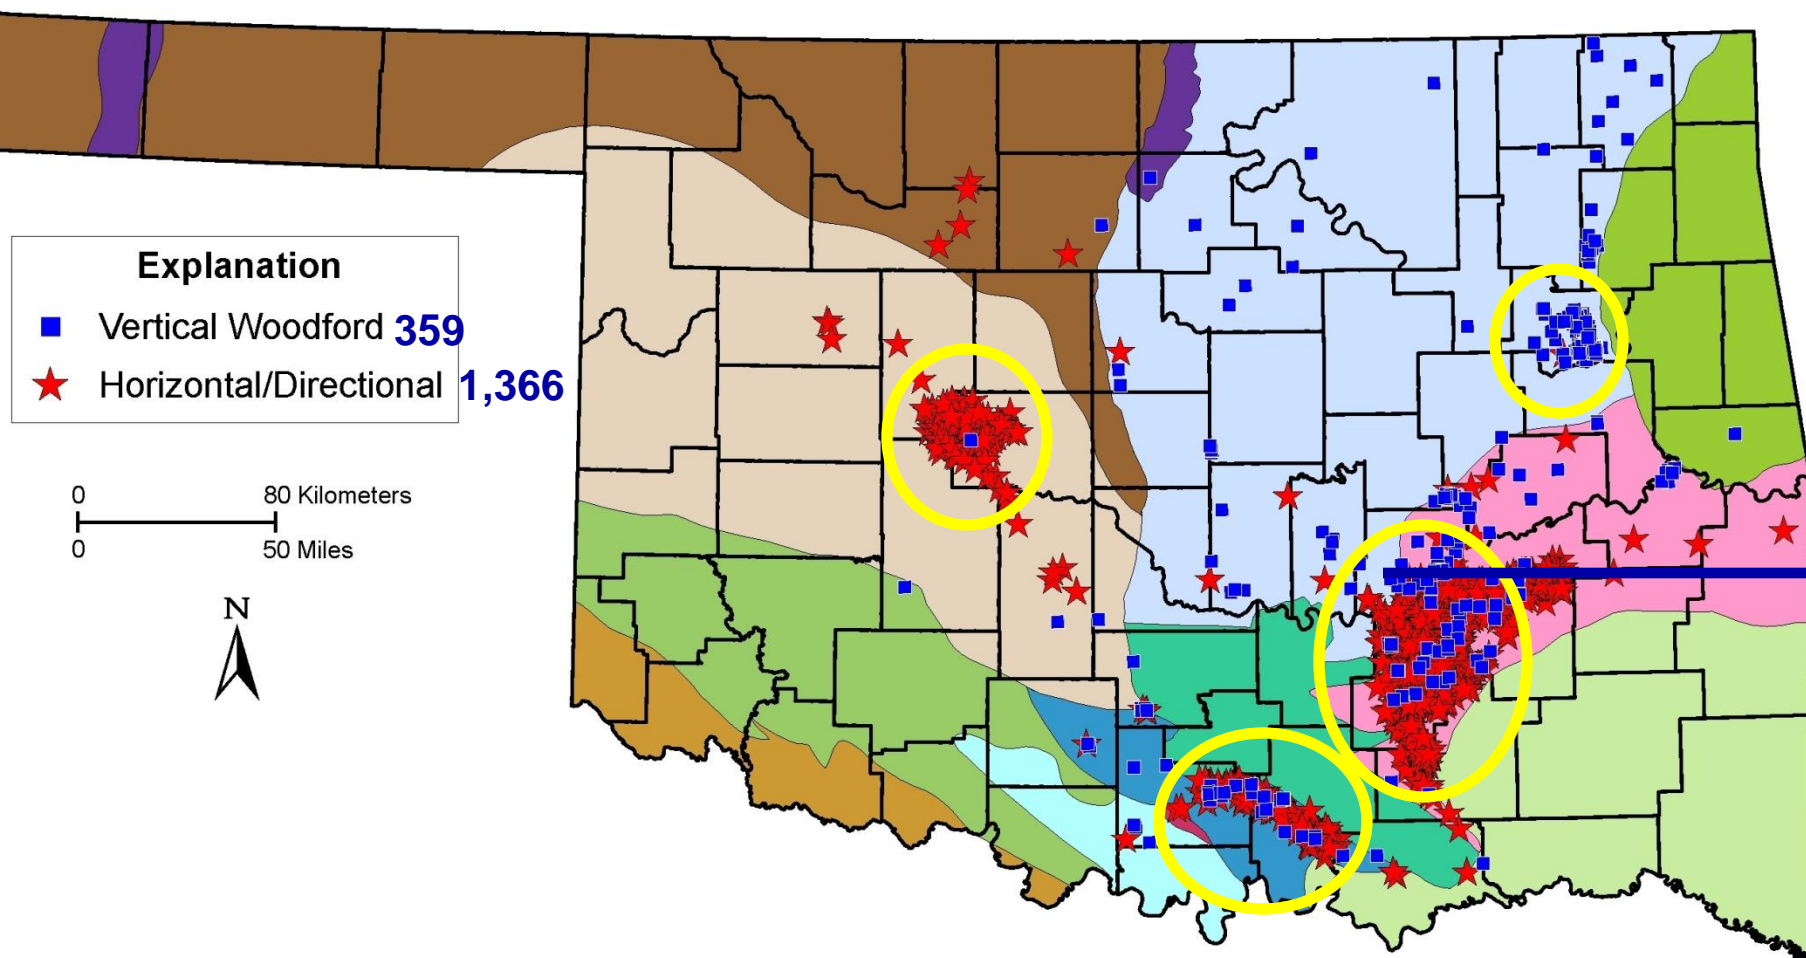 Explanation
Vertical Woodford 359
Horizontal/Directional 1,366
0 80 Kilometers
0 50 Miles
N